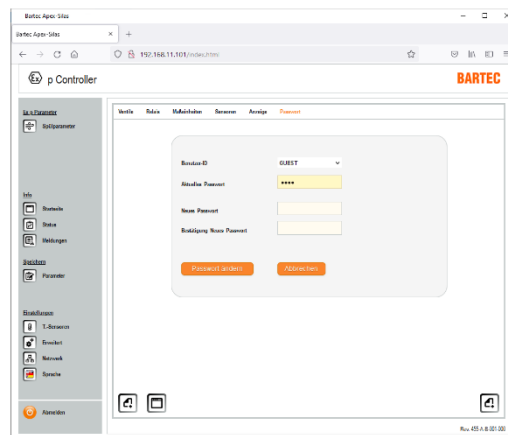 Bartec Apex-Silas
Bartec Apex-Silas
192.168.11.101/index.html
Ex p Controller
BARTEC
Ex p Parameter
Spülparameter
Info
Startseite
Status
Meldungen
Speichern
Parameter
Einstellungen
T.-Sensoren
Erweitert
Netzwerk
Sprache
Abmelden
Ventile Relais Maßeinheiten Sensoren Anzeige Passwort
Benutzer-ID GUEST
Aktuelles Passwort ••••
Neues Passwort
Bestätigung Neues Passwort
Passwort ändern Abbrechen